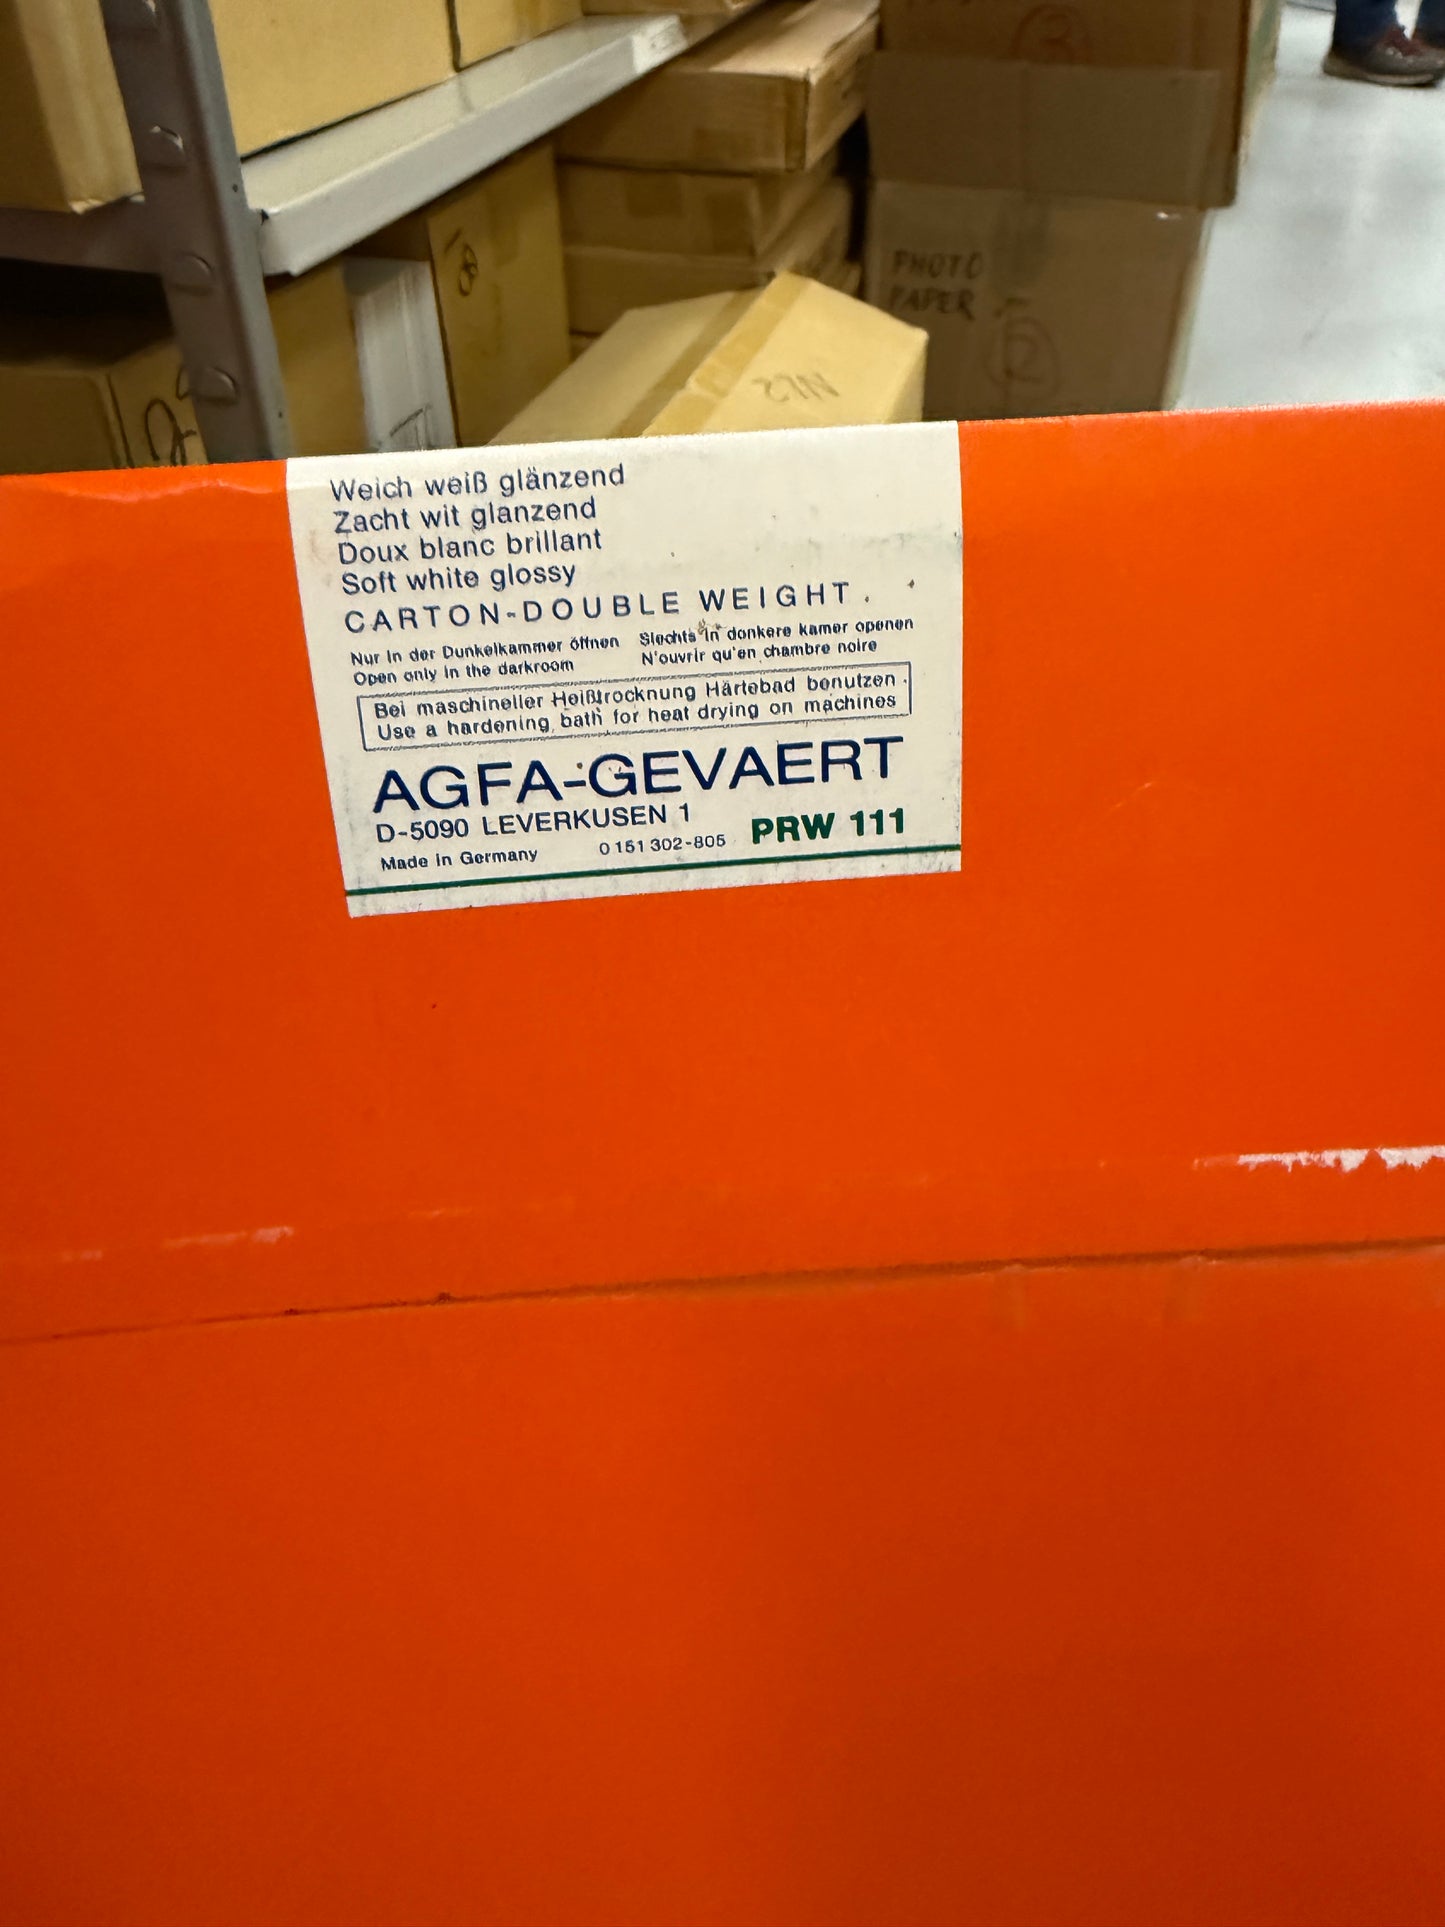 PHOTO
PAPER
12
NL2
Weich weiß glänzend
Zacht wit glanzend
Doux blanc brillant
Soft white glossy
CARTON-DOUBLE WEIGHT.
Nur in der Dunkelkammer öffnen Slechts in donkere kamer openen
Open only in the darkroom N'ouvrir qu'en chambre noire
Bei maschineller Heißtrocknung Härtebad benutzen.
Use a hardening bath for heat drying on machines
AGFA-GEVAERT
D-5090 LEVERKUSEN 1
Made in Germany 0 151 302-805 PRW 111